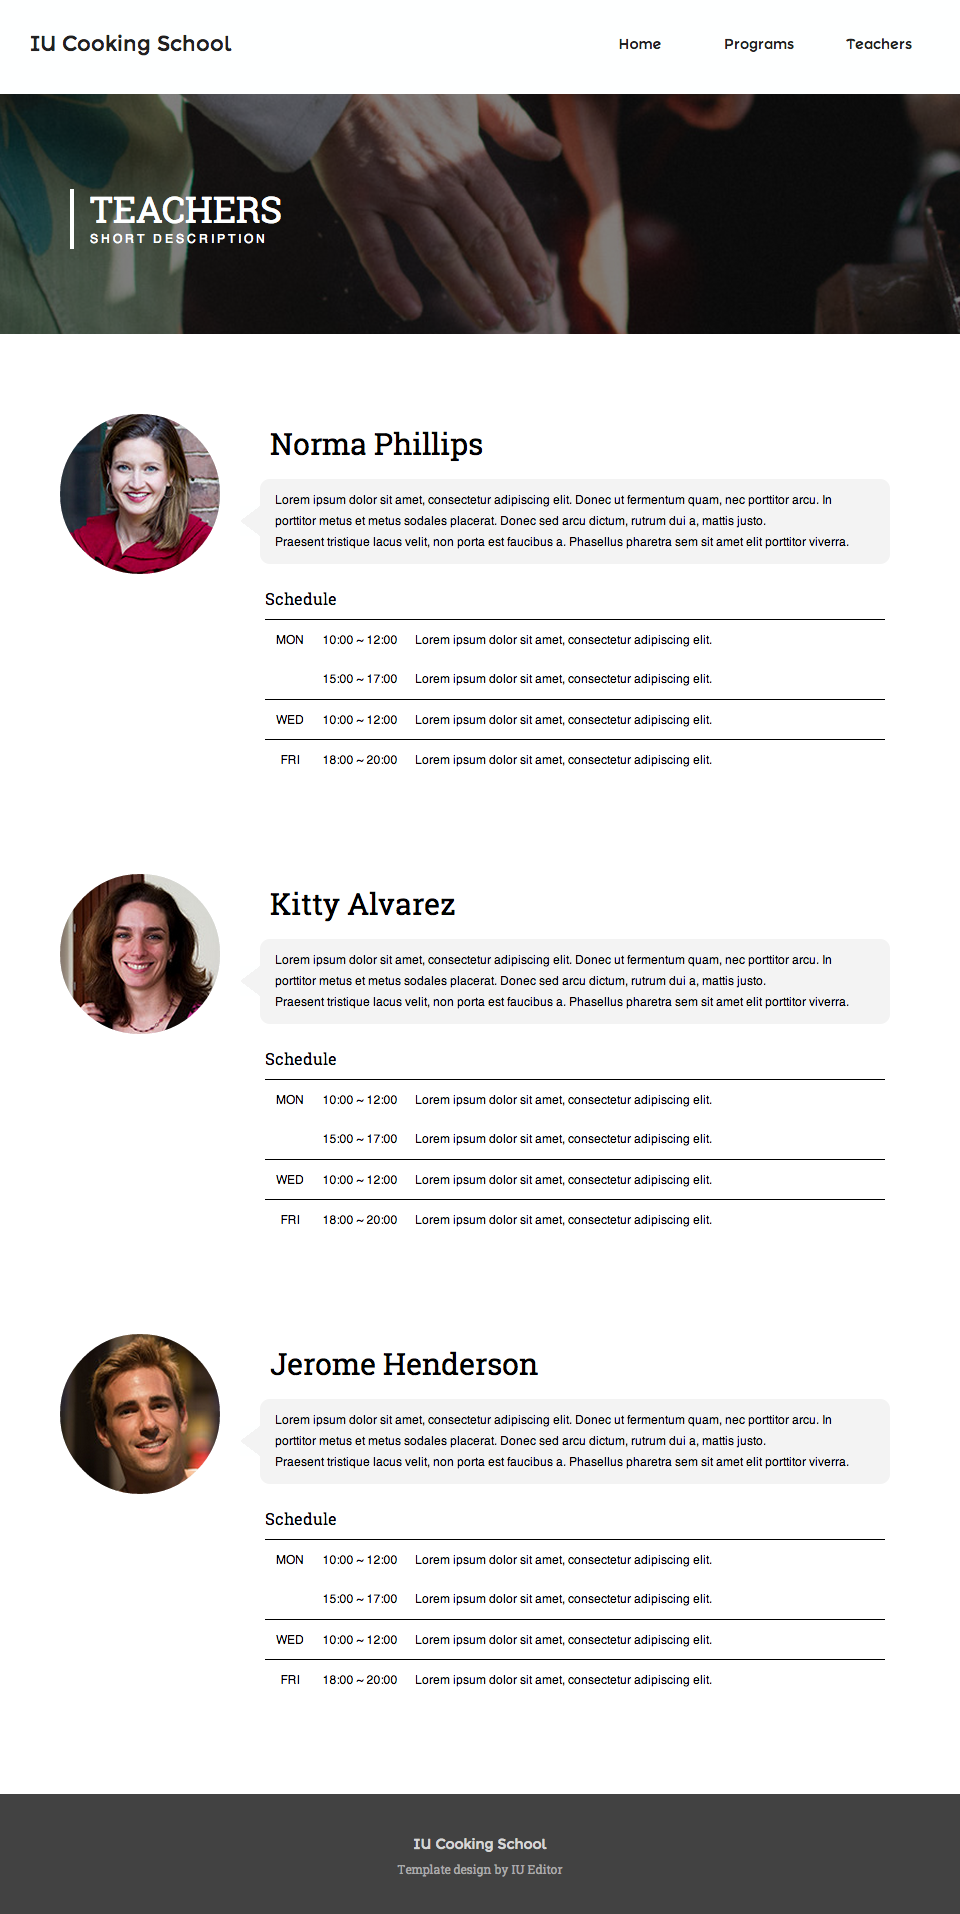 IU Cooking School
Home Programs Teachers
TEACHERS
SHORT DESCRIPTION
Norma Phillips
Lorem ipsum dolor sit amet, consectetur adipiscing elit. Donec ut fermentum quam, nec porttitor arcu. In
porttitor metus et metus sodales placerat. Donec sed arcu dictum, rutrum dui a, mattis justo.
Praesent tristique lacus velit, non porta est faucibus a. Phasellus pharetra sem sit amet elit porttitor viverra.
Schedule
MON 10:00 ~ 12:00 Lorem ipsum dolor sit amet, consectetur adipiscing elit.
15:00 ~ 17:00 Lorem ipsum dolor sit amet, consectetur adipiscing elit.
WED 10:00 ~ 12:00 Lorem ipsum dolor sit amet, consectetur adipiscing elit.
FRI 18:00 ~ 20:00 Lorem ipsum dolor sit amet, consectetur adipiscing elit.
Kitty Alvarez
Lorem ipsum dolor sit amet, consectetur adipiscing elit. Donec ut fermentum quam, nec porttitor arcu. In
porttitor metus et metus sodales placerat. Donec sed arcu dictum, rutrum dui a, mattis justo.
Praesent tristique lacus velit, non porta est faucibus a. Phasellus pharetra sem sit amet elit porttitor viverra.
Schedule
MON 10:00 ~ 12:00 Lorem ipsum dolor sit amet, consectetur adipiscing elit.
15:00 ~ 17:00 Lorem ipsum dolor sit amet, consectetur adipiscing elit.
WED 10:00 ~ 12:00 Lorem ipsum dolor sit amet, consectetur adipiscing elit.
FRI 18:00 ~ 20:00 Lorem ipsum dolor sit amet, consectetur adipiscing elit.
Jerome Henderson
Lorem ipsum dolor sit amet, consectetur adipiscing elit. Donec ut fermentum quam, nec porttitor arcu. In
porttitor metus et metus sodales placerat. Donec sed arcu dictum, rutrum dui a, mattis justo.
Praesent tristique lacus velit, non porta est faucibus a. Phasellus pharetra sem sit amet elit porttitor viverra.
Schedule
MON 10:00 ~ 12:00 Lorem ipsum dolor sit amet, consectetur adipiscing elit.
15:00 ~ 17:00 Lorem ipsum dolor sit amet, consectetur adipiscing elit.
WED 10:00 ~ 12:00 Lorem ipsum dolor sit amet, consectetur adipiscing elit.
FRI 18:00 ~ 20:00 Lorem ipsum dolor sit amet, consectetur adipiscing elit.
IU Cooking School
Template design by IU Editor